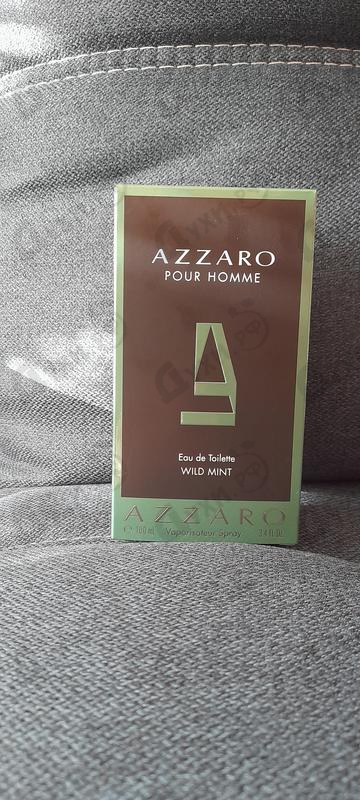 AZZARO
POUR HOMME
Eau de Toilette
WILD MINT
AZZARO
100 mL Vaporisateur Spray 3.4 fl.oz.